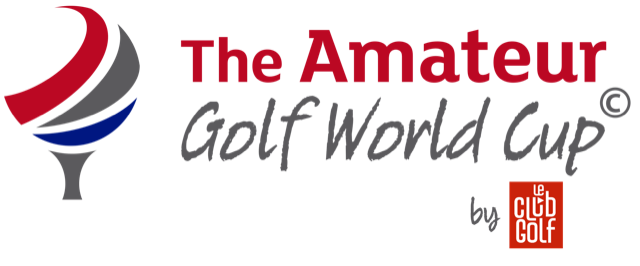 The Amateur
Golf World Cup©
by
le
CLUB
GOLF